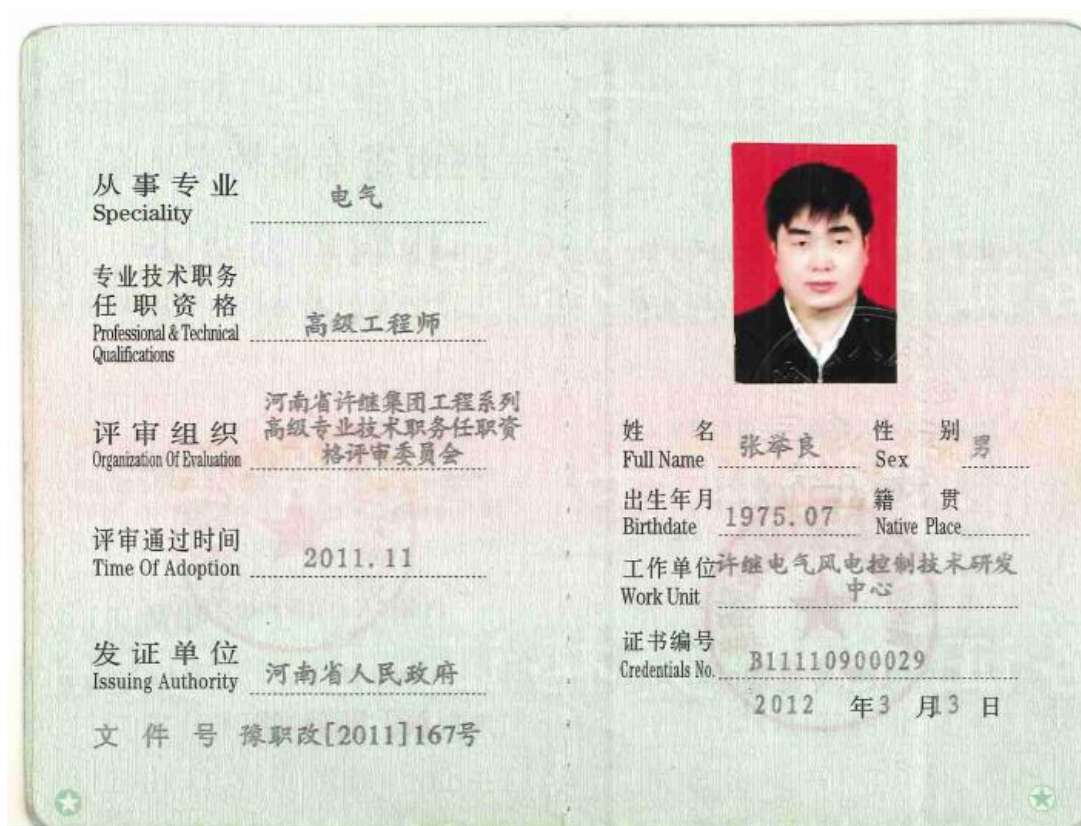 从事专业 电气
Speciality
专业技术职务
任职资格 高级工程师
Professional & Technical
Qualifications
河南省许继集团工程系列
评审组织 高级专业技术职务任职资
Organization Of Evaluation 格评审委员会
评审通过时间 2011.11
Time Of Adoption
发证单位 河南省人民政府
Issuing Authority
文件号 豫职改[2011]167号
姓名 张举良 性别 男
Full Name Sex
出生年月 1975.07 籍贯
Birthdate Native Place
工作单位 许继电气风电控制技术研发
Work Unit 中心
证书编号 B11110900029
Credentials No.
2012 年3 月13 日